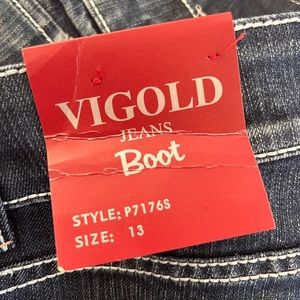 VIGOLD
JEANS
Boot
STYLE: P7176S
SIZE: 13